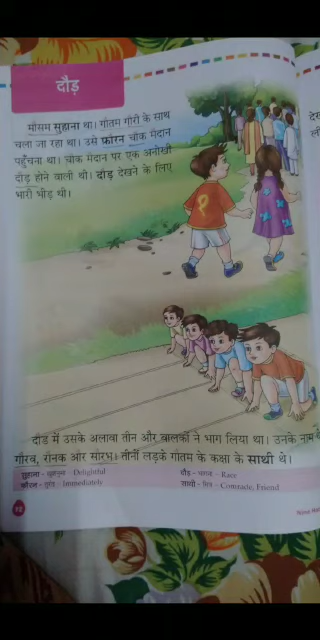 दौड़
मौसम सुहाना था। गौतम गौरी के साथ
चला जा रहा था। उसे फ़ौरन चौक मैदान
पहुँचना था। चौक मैदान पर एक अनोखी
दौड़ होने वाली थी। दौड़ देखने के लिए
भारी भीड़ थी।
दौड़ में उसके अलावा तीन और बालकों ने भाग लिया था। उनके नाम
गौरव, रौनक और सौरभ। तीनों लड़के गौतम के कक्षा के साथी थे।
सुहाना - Delightful
दौड़ - Race
फ़ौरन - तुरंत - Immediately
साथी - मित्र - Comrade, Friend
72